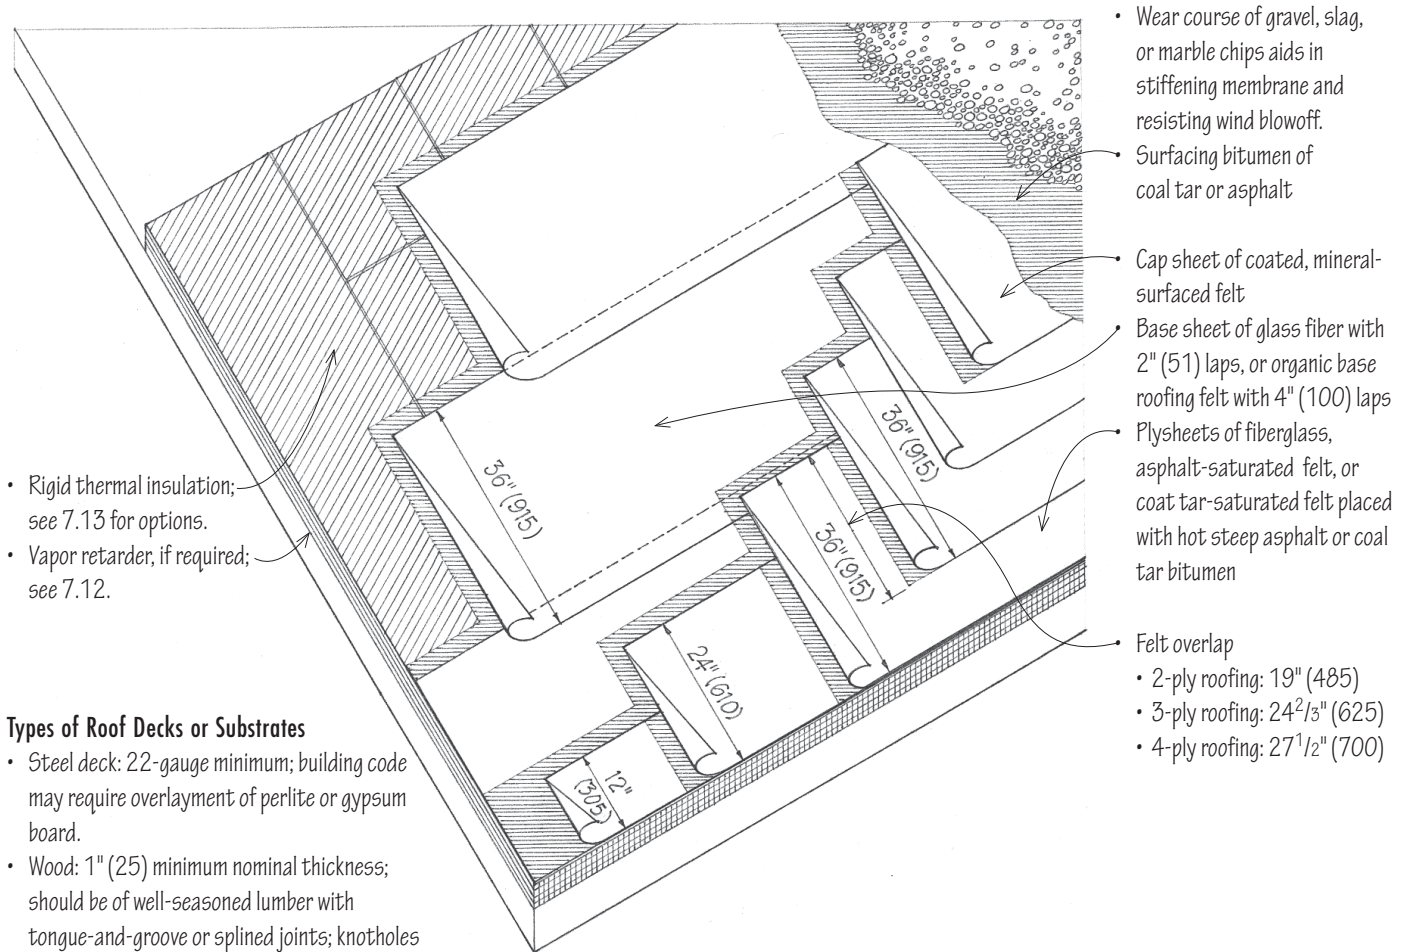 • Wear course of gravel, slag,
or marble chips aids in
stiffening membrane and
resisting wind blowoff.
• Surfacing bitumen of
coal tar or asphalt
• Cap sheet of coated, mineral-
surfaced felt
• Base sheet of glass fiber with
2" (51) laps, or organic base
roofing felt with 4" (100) laps
• Plysheets of fiberglass,
asphalt-saturated felt, or
coat tar-saturated felt placed
with hot steep asphalt or coal
tar bitumen
• Felt overlap
• 2-ply roofing: 19" (485)
• 3-ply roofing: 24 2/3" (625)
• 4-ply roofing: 27 1/2" (700)
36" (915)
36" (915)
36" (915)
24" (610)
12"
(305)
• Rigid thermal insulation;
see 7.13 for options.
• Vapor retarder, if required;
see 7.12.
Types of Roof Decks or Substrates
• Steel deck: 22-gauge minimum; building code
may require overlayment of perlite or gypsum
board.
• Wood: 1" (25) minimum nominal thickness;
should be of well-seasoned lumber with
tongue-and-groove or splined joints; knotholes